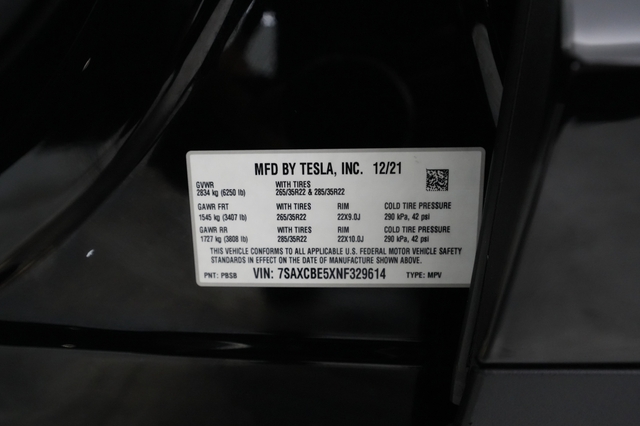 MFD BY TESLA, INC. 12/21
GVWR WITH TIRES
2834 kg (6250 lb) 265/35R22 & 285/35R22
GAWR FRT WITH TIRES RIM COLD TIRE PRESSURE
1545 kg (3407 lb) 265/35R22 22X9.0J 290 kPa, 42 psi
GAWR RR WITH TIRES RIM COLD TIRE PRESSURE
1727 kg (3808 lb) 285/35R22 22X10.0J 290 kPa, 42 psi
THIS VEHICLE CONFORMS TO ALL APPLICABLE U.S. FEDERAL MOTOR VEHICLE SAFETY
STANDARDS IN EFFECT ON THE DATE OF MANUFACTURE SHOWN ABOVE.
PNT: PBSB VIN: 7SAXCBE5XNF329614 TYPE: MPV